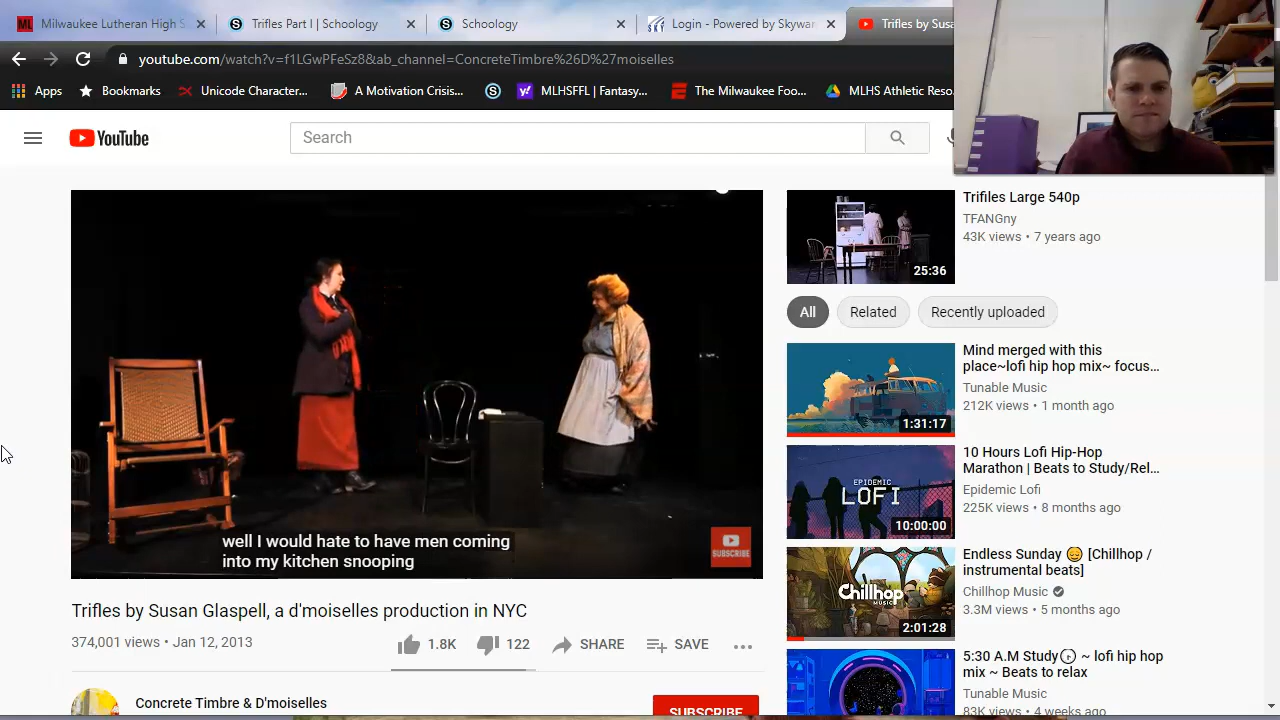 Milwaukee Lutheran High S
Trifles Part I | Schoology
Schoology
Login - Powered by Skywar
Trifles by Susa
youtube.com/watch?v=f1LGwPFeSz8&ab_channel=ConcreteTimbre%26D%27moiselles
Apps
Bookmarks
Unicode Character...
A Motivation Crisis...
MLHSFFL | Fantasy...
The Milwaukee Foo...
MLHS Athletic Reso
YouTube
Search
well I would hate to have men coming
into my kitchen snooping
SUBSCRIBE
Trifles by Susan Glaspell, a d'moiselles production in NYC
374,001 views • Jan 12, 2013
1.8K
122
SHARE
SAVE
Concrete Timbre & D'moiselles
SUBSCRIBE
25:36
Trifiles Large 540p
TFANGny
43K views • 7 years ago
All
Related
Recently uploaded
1:31:17
Mind merged with this
place~lofi hip hop mix~ focus...
Tunable Music
212K views • 1 month ago
EPIDEMIC
LOFI
10:00:00
10 Hours Lofi Hip-Hop
Marathon | Beats to Study/Rel...
Epidemic Lofi
225K views • 8 months ago
Chillhop
MUSIC
2:01:28
Endless Sunday 😌 [Chillhop /
instrumental beats]
Chillhop Music
3.3M views • 5 months ago
5:30 A.M Study🕠 ~ lofi hip hop
mix ~ Beats to relax
Tunable Music
83K views • 4 weeks ago